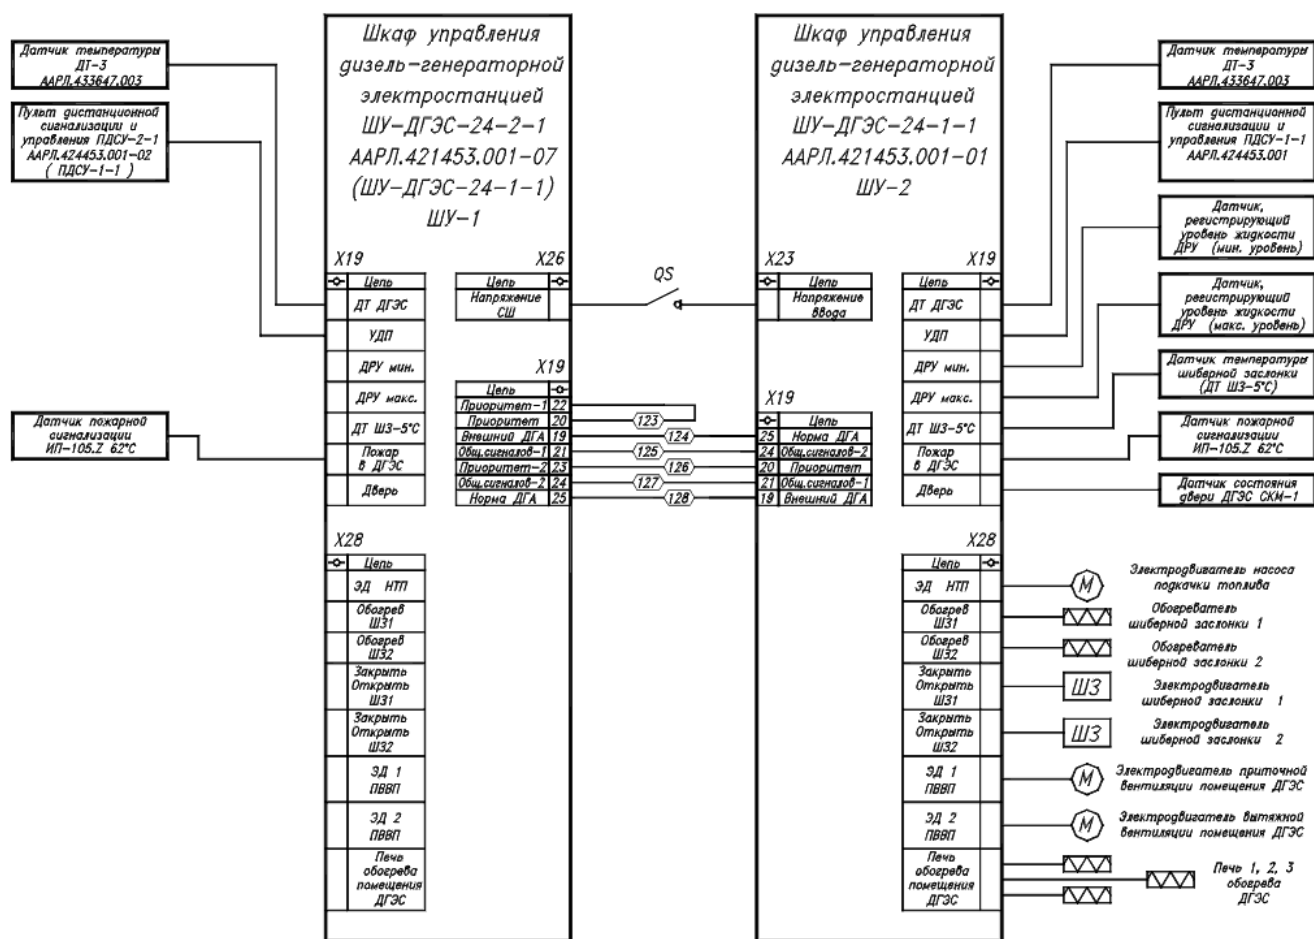 Датчик температуры
ДТ-3
ААРЛ.433647.003
Пульт дистанционной
сигнализации и
управления ПДСУ-2-1
ААРЛ.424453.001-02
( ПДСУ-1-1 )
Датчик пожарной
сигнализации
ИП-105.Z 62°С
Шкаф управления
дизель-генераторной
электростанцией
ШУ-ДГЭС-24-2-1
ААРЛ.421453.001-07
(ШУ-ДГЭС-24-1-1)
ШУ-1
X19
Цепь
ДТ ДГЭС
УДП
ДРУ мин.
ДРУ макс.
ДТ ШЗ-5°С
Пожар
в ДГЭС
Дверь
X28
Цепь
ЭД НТП
Обогрев
ШЗ1
Обогрев
ШЗ2
Закрыть
Открыть
ШЗ1
Закрыть
Открыть
ШЗ2
ЭД 1
ПВВП
ЭД 2
ПВВП
Печь
обогрева
помещения
ДГЭС
X26
Цепь
Напряжение
СШ
X19
Цепь
Приоритет-1 22
Приоритет 20
Внешний ДГА 19
Общ.сигналов-1 21
Приоритет-2 23
Общ.сигналов-2 24
Норма ДГА 25
QS
123
124
125
126
127
128
Шкаф управления
дизель-генераторной
электростанцией
ШУ-ДГЭС-24-1-1
ААРЛ.421453.001-01
ШУ-2
X23
Цепь
Напряжение
ввода
X19
Цепь
25 Норма ДГА
24 Общ.сигналов-2
20 Приоритет
21 Общ.сигналов-1
19 Внешний ДГА
X19
Цепь
ДТ ДГЭС
УДП
ДРУ мин.
ДРУ макс.
ДТ ШЗ-5°С
Пожар
в ДГЭС
Дверь
X28
Цепь
ЭД НТП
Обогрев
ШЗ1
Обогрев
ШЗ2
Закрыть
Открыть
ШЗ1
Закрыть
Открыть
ШЗ2
ЭД 1
ПВВП
ЭД 2
ПВВП
Печь
обогрева
помещения
ДГЭС
Датчик температуры
ДТ-3
ААРЛ.433647.003
Пульт дистанционной
сигнализации и
управления ПДСУ-1-1
ААРЛ.424453.001
Датчик,
регистрирующий
уровень жидкости
ДРУ (мин. уровень)
Датчик,
регистрирующий
уровень жидкости
ДРУ (макс. уровень)
Датчик температуры
шиберной заслонки
(ДТ ШЗ-5°С)
Датчик пожарной
сигнализации
ИП-105.Z 62°С
Датчик состояния
двери ДГЭС СКМ-1
М
Электродвигатель насоса
подкачки топлива
Обогреватель
шиберной заслонки 1
Обогреватель
шиберной заслонки 2
ШЗ
Электродвигатель
шиберной заслонки 1
ШЗ
Электродвигатель
шиберной заслонки 2
М
Электродвигатель приточной
вентиляции помещения ДГЭС
М
Электродвигатель вытяжной
вентиляции помещения ДГЭС
Печь 1, 2, 3
обогрева
ДГЭС